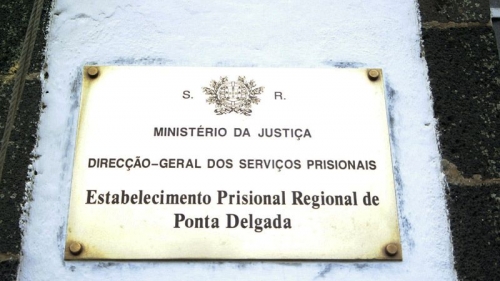 S. R.
MINISTÉRIO DA JUSTIÇA
DIRECÇÃO-GERAL DOS SERVIÇOS PRISIONAIS
Estabelecimento Prisional Regional de
Ponta Delgada